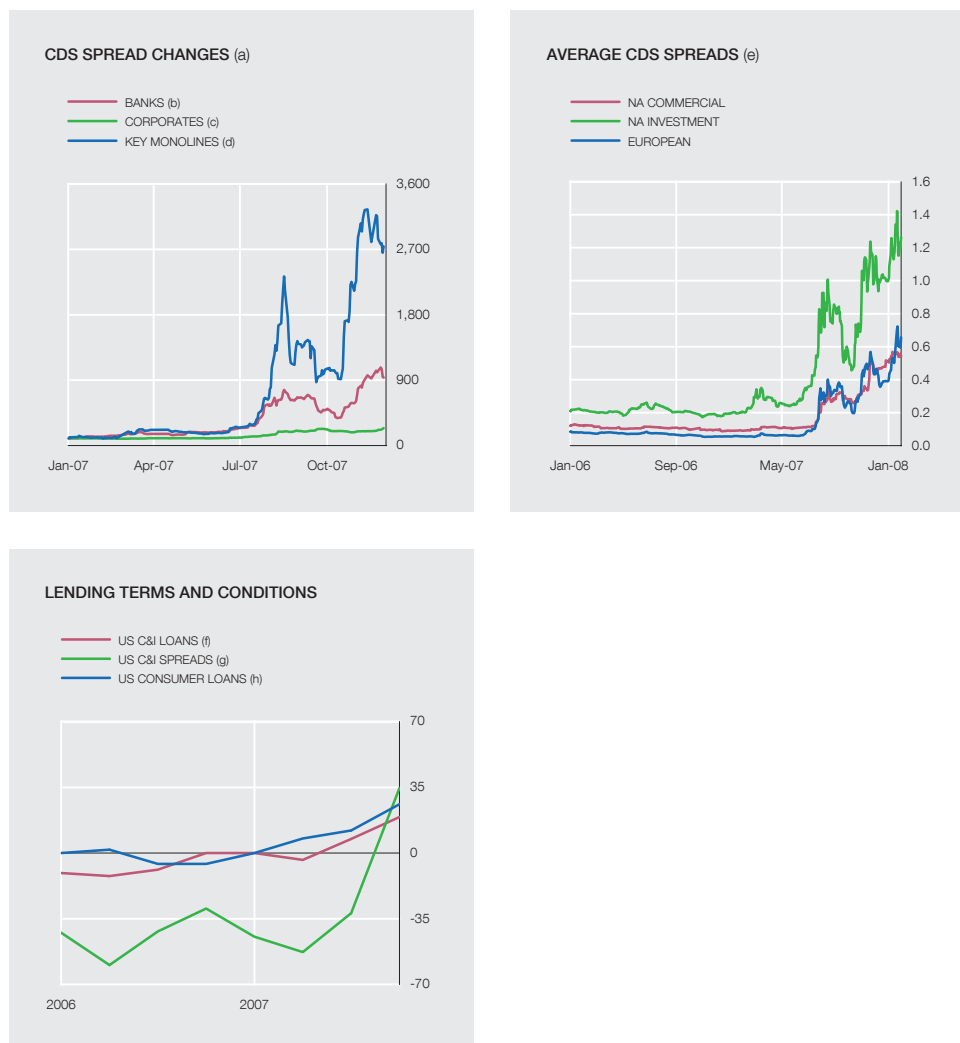 CDS SPREAD CHANGES (a)
BANKS (b)
CORPORATES (c)
KEY MONOLINES (d)
3,600
2,700
1,800
900
0
Jan-07 Apr-07 Jul-07 Oct-07
AVERAGE CDS SPREADS (e)
NA COMMERCIAL
NA INVESTMENT
EUROPEAN
1.6
1.4
1.2
1.0
0.8
0.6
0.4
0.2
0.0
Jan-06 Sep-06 May-07 Jan-08
LENDING TERMS AND CONDITIONS
US C&I LOANS (f)
US C&I SPREADS (g)
US CONSUMER LOANS (h)
70
35
0
-35
-70
2006 2007